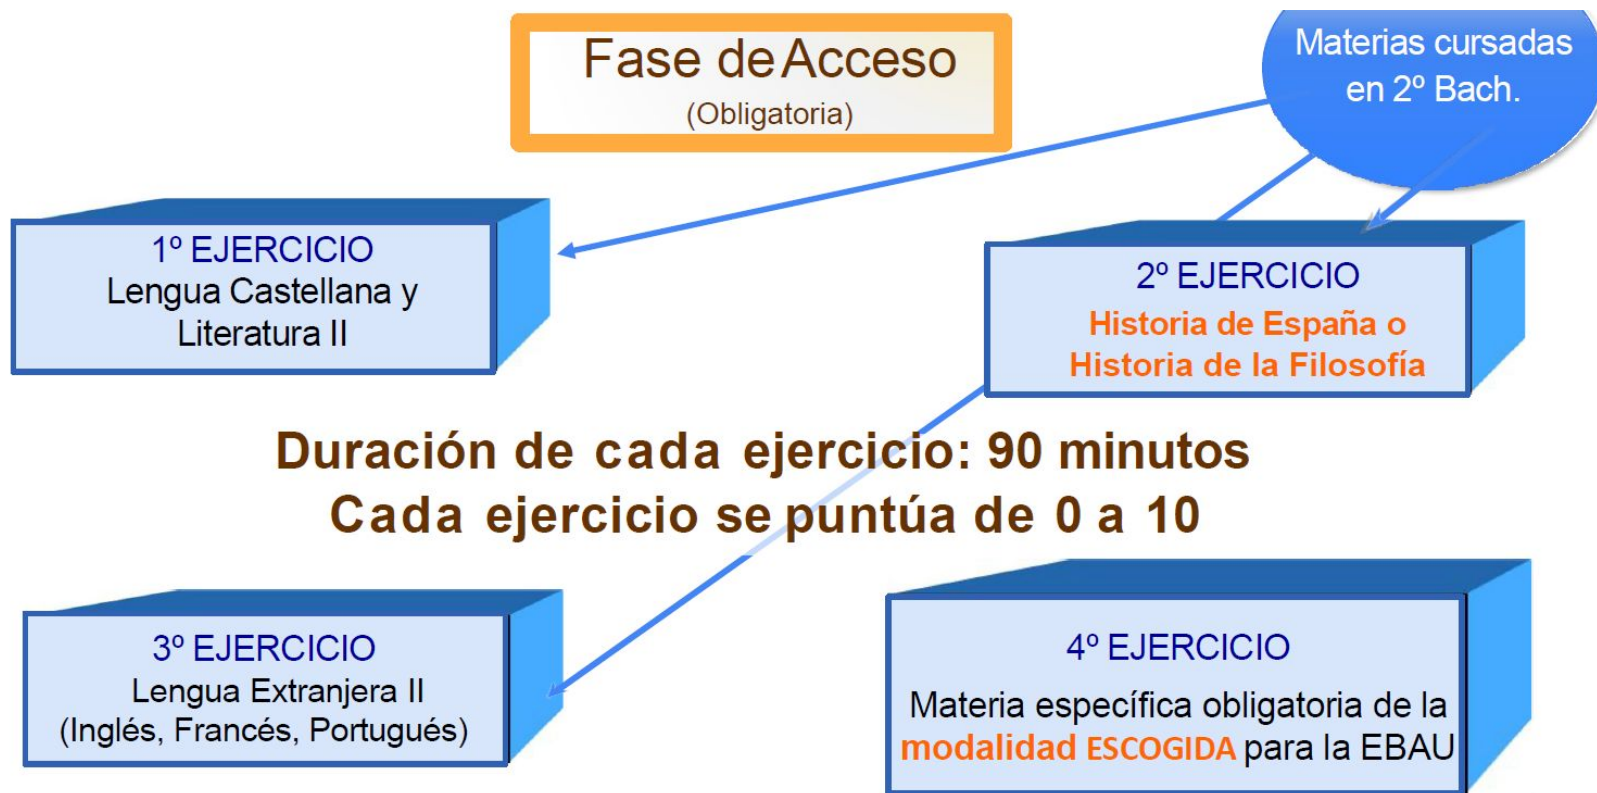 Fase de Acceso
(Obligatoria)
Materias cursadas
en 2º Bach.
1º EJERCICIO
Lengua Castellana y
Literatura II
2º EJERCICIO
Historia de España o
Historia de la Filosofía
Duración de cada ejercicio: 90 minutos
Cada ejercicio se puntúa de 0 a 10
3º EJERCICIO
Lengua Extranjera II
(Inglés, Francés, Portugués)
4º EJERCICIO
Materia específica obligatoria de la
modalidad ESCOGIDA para la EBAU